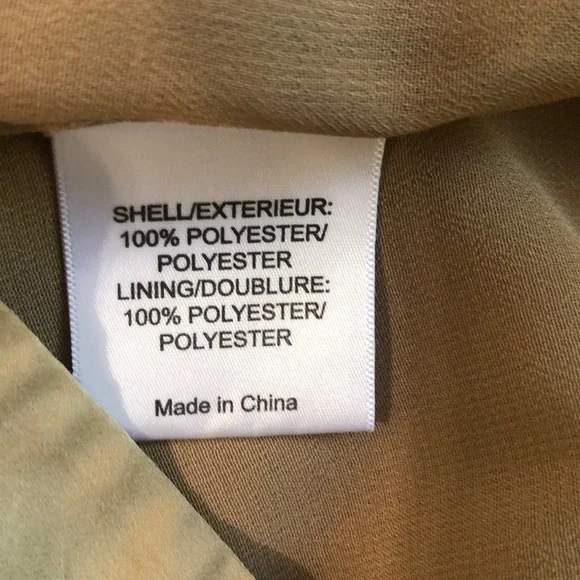 SHELL/EXTERIEUR:
100% POLYESTER/
POLYESTER
LINING/DOUBLURE:
100% POLYESTER/
POLYESTER
Made in China